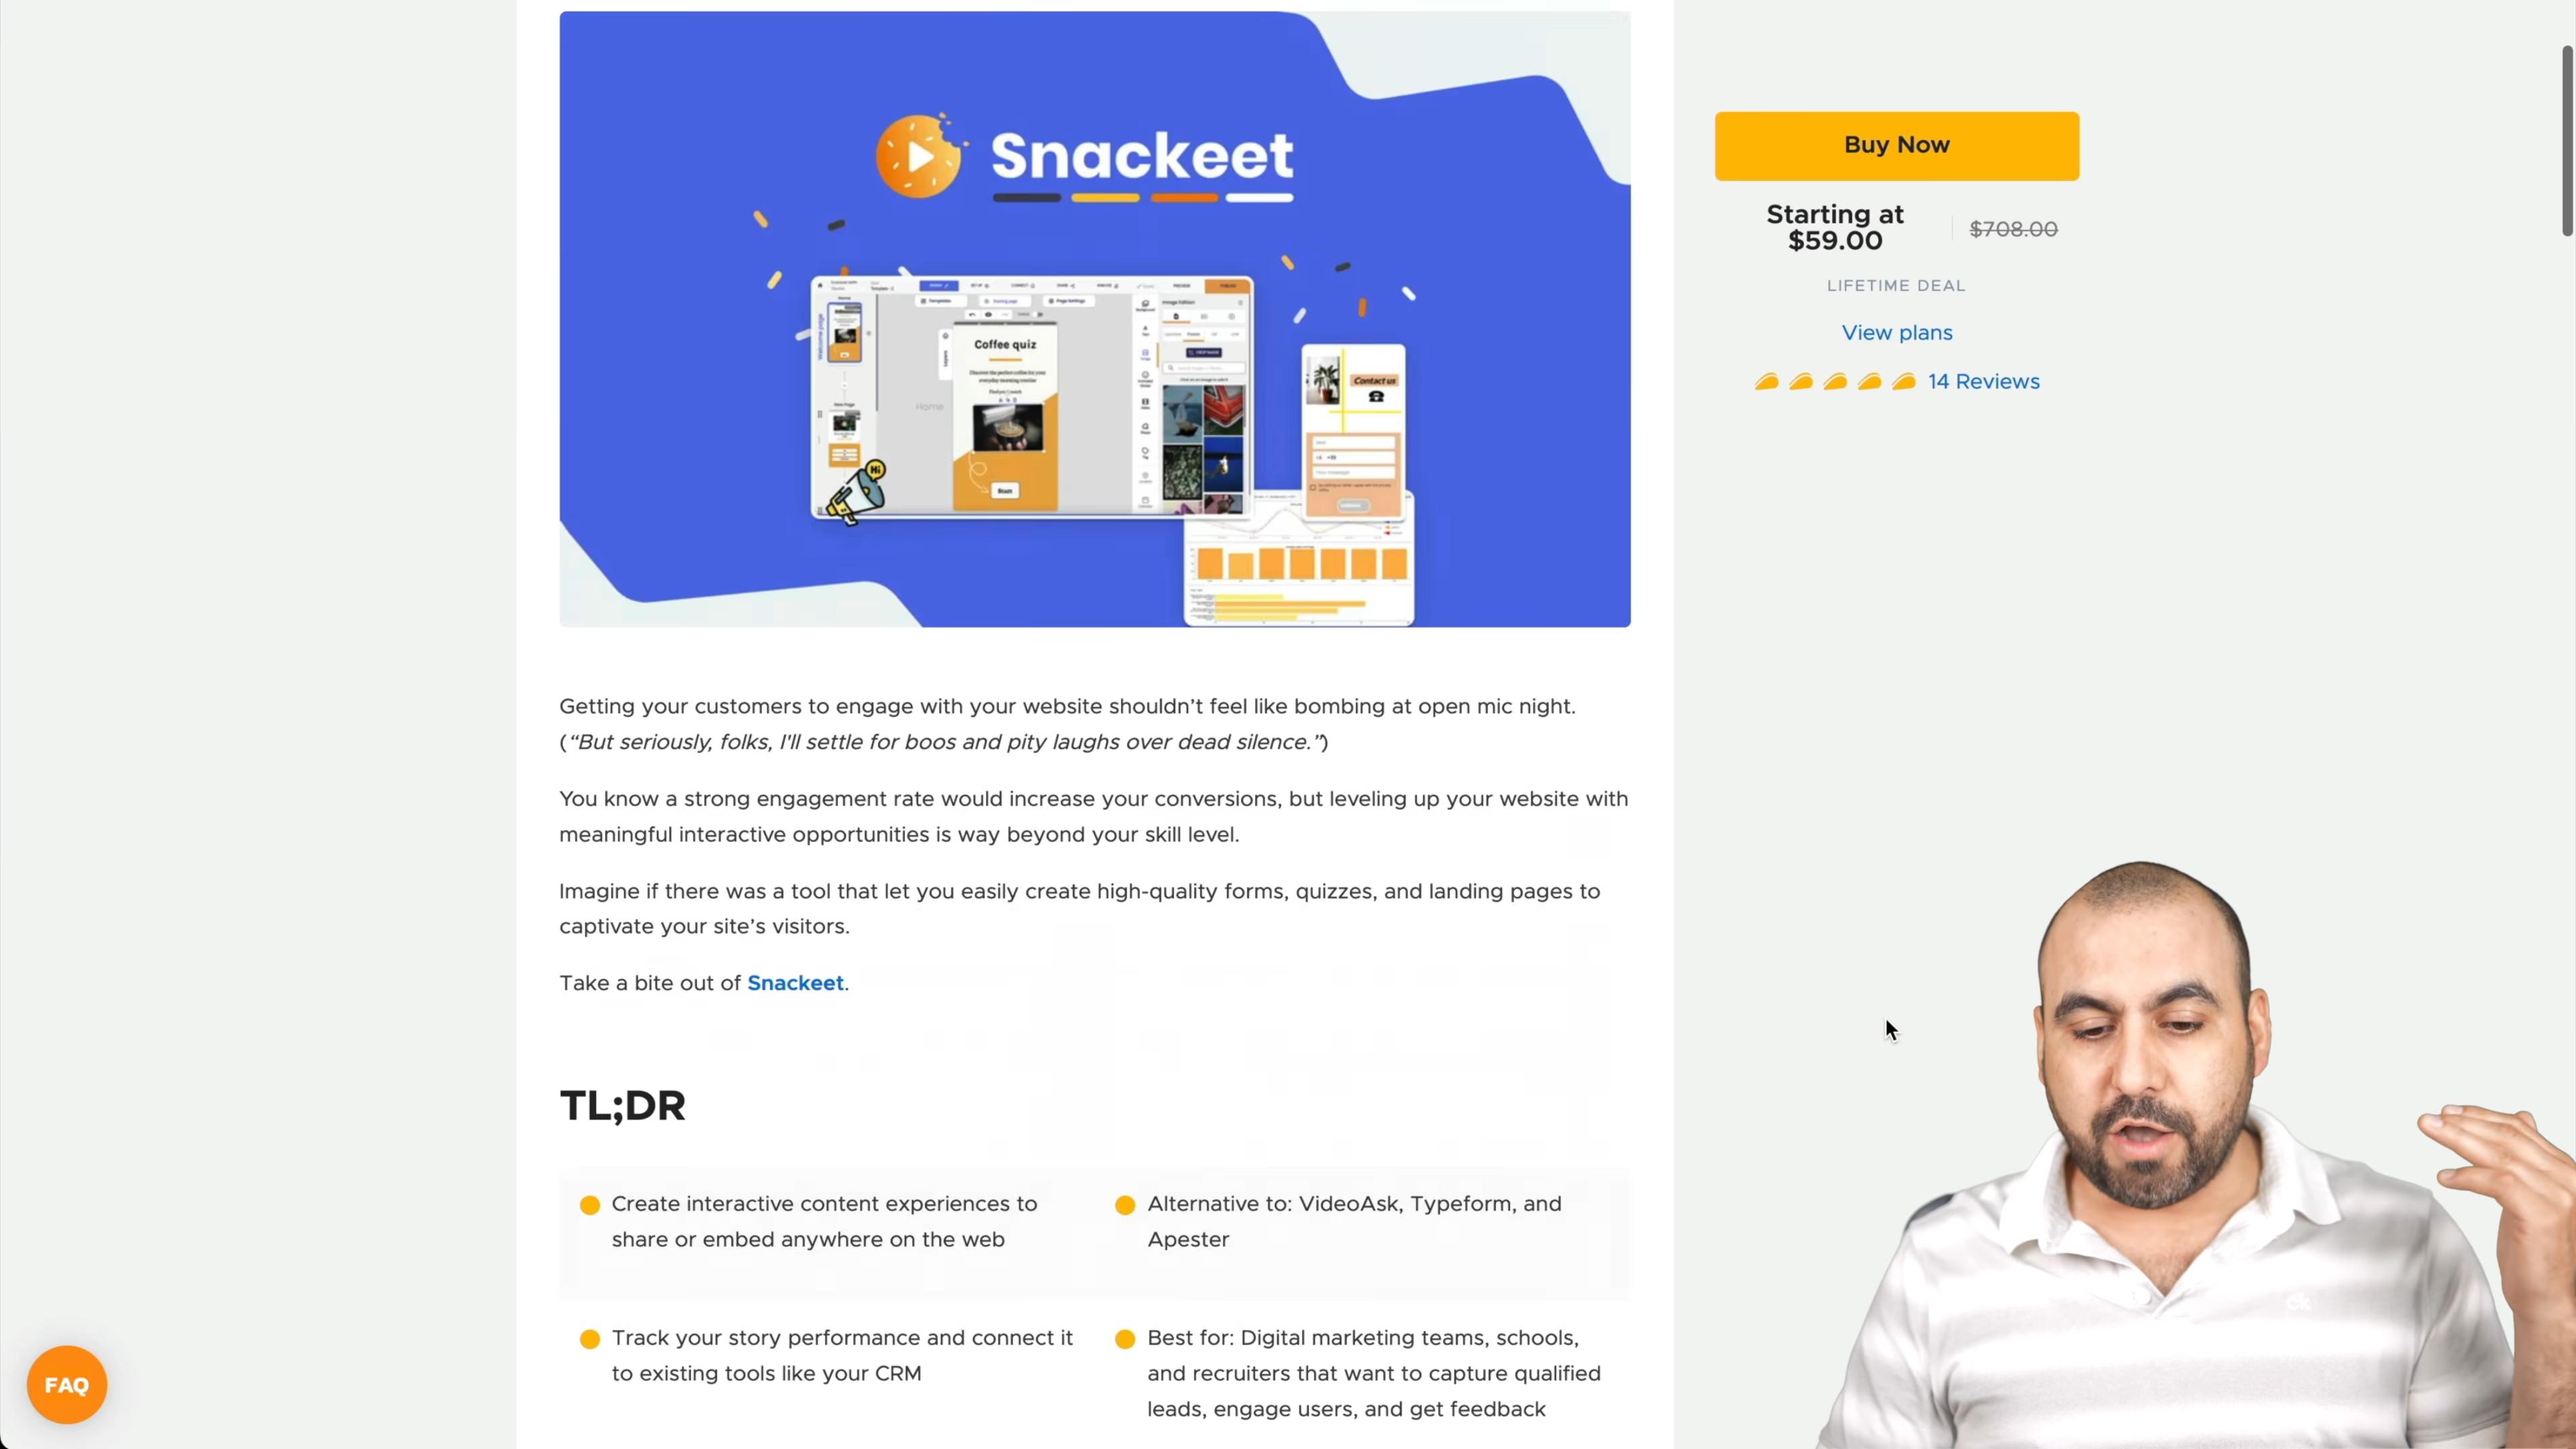 Snackeet
Coffee quiz
Home
Start
Hi
Contact us
Buy Now
Starting at
$59.00
$708.00
LIFETIME DEAL
View plans
14 Reviews
Getting your customers to engage with your website shouldn’t feel like bombing at open mic night.
(“But seriously, folks, I'll settle for boos and pity laughs over dead silence.”)
You know a strong engagement rate would increase your conversions, but leveling up your website with
meaningful interactive opportunities is way beyond your skill level.
Imagine if there was a tool that let you easily create high-quality forms, quizzes, and landing pages to
captivate your site’s visitors.
Take a bite out of Snackeet.
TL;DR
Create interactive content experiences to
share or embed anywhere on the web
Alternative to: VideoAsk, Typeform, and
Apester
Track your story performance and connect it
to existing tools like your CRM
Best for: Digital marketing teams, schools,
and recruiters that want to capture qualified
leads, engage users, and get feedback
FAQ
ck